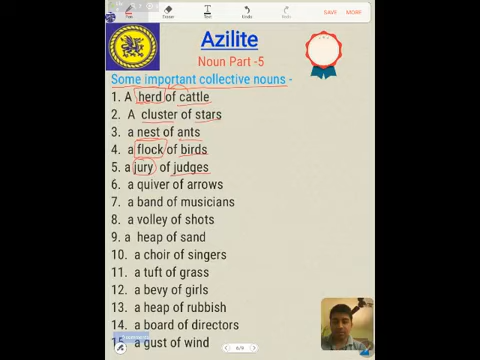 Pen Eraser Text Undo Redo SAVE MORE
Azilite
Noun Part -5
Some important collective nouns -
1. A herd of cattle
2. A cluster of stars
3. a nest of ants
4. a flock of birds
5. a jury of judges
6. a quiver of arrows
7. a band of musicians
8. a volley of shots
9. a heap of sand
10. a choir of singers
11. a tuft of grass
12. a bevy of girls
13. a heap of rubbish
14. a board of directors
15. a gust of wind